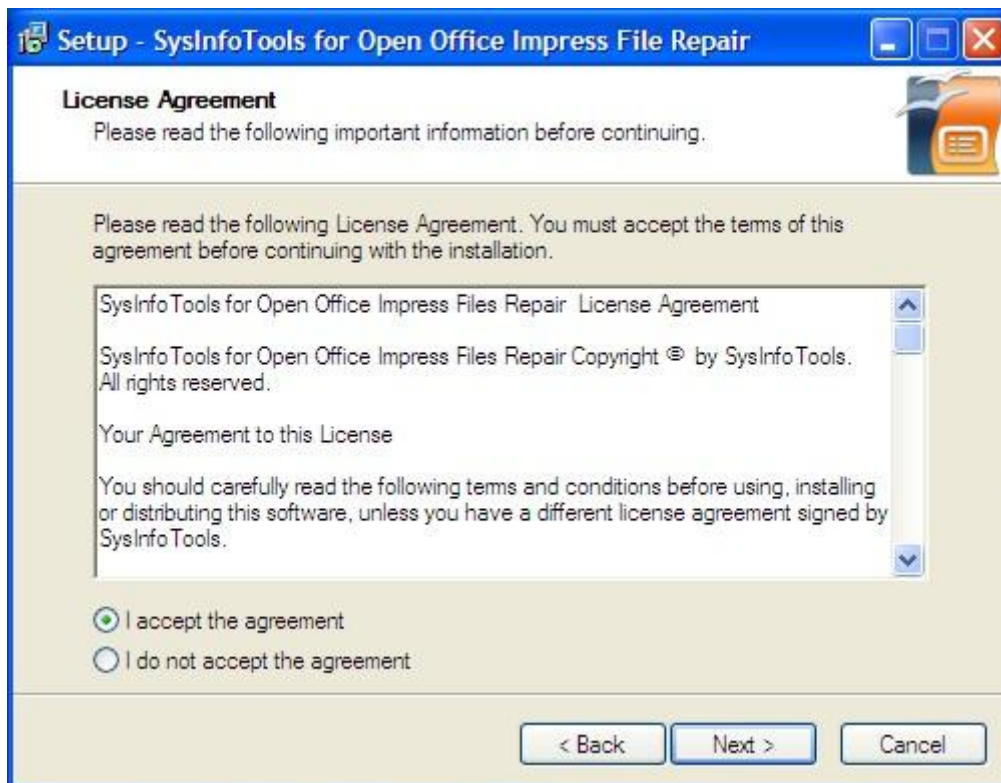 Setup - SysInfoTools for Open Office Impress File Repair
License Agreement
Please read the following important information before continuing.
Please read the following License Agreement. You must accept the terms of this
agreement before continuing with the installation.
SysInfoTools for Open Office Impress Files Repair  License Agreement
SysInfoTools for Open Office Impress Files Repair Copyright ® by SysInfoTools.
All rights reserved.
Your Agreement to this License
You should carefully read the following terms and conditions before using, installing
or distributing this software, unless you have a different license agreement signed by
SysInfoTools.
I accept the agreement
I do not accept the agreement
< Back Next > Cancel